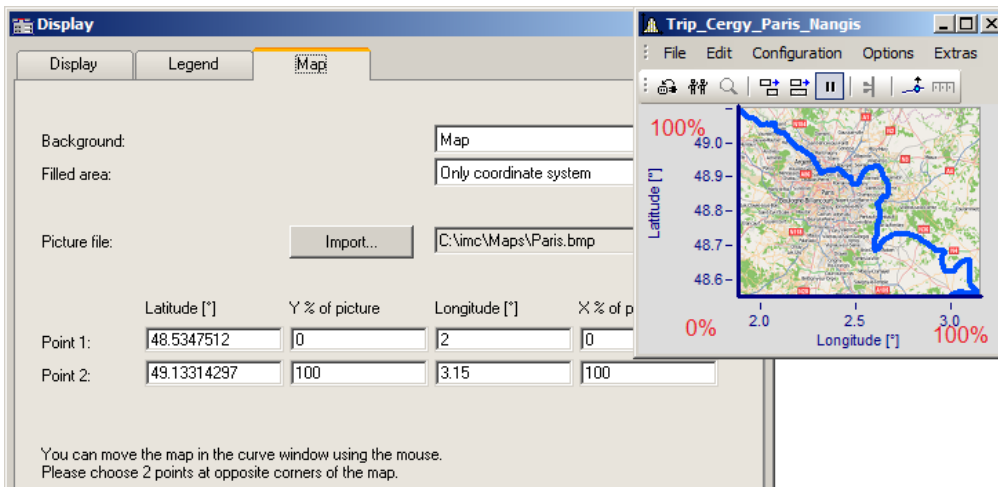 Display
Display Legend Map
Background: Map
Filled area: Only coordinate system
Picture file: Import... C:\imc\Maps\Paris.bmp
Latitude [°] Y % of picture Longitude [°] X % of p
Point 1: 48.5347512 0 2 0
Point 2: 49.13314297 100 3.15 100
You can move the map in the curve window using the mouse.
Please choose 2 points at opposite corners of the map.
Trip_Cergy_Paris_Nangis
File Edit Configuration Options Extras
100%
49.0
48.9
48.8
48.7
48.6
Latitude [°]
Paris
0%
2.0 2.5 3.0
Longitude [°]
100%